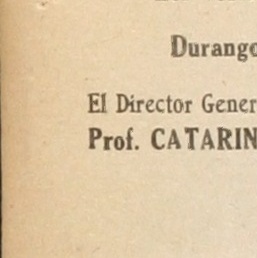 Durango
El Director Gener
Prof. CATARIN